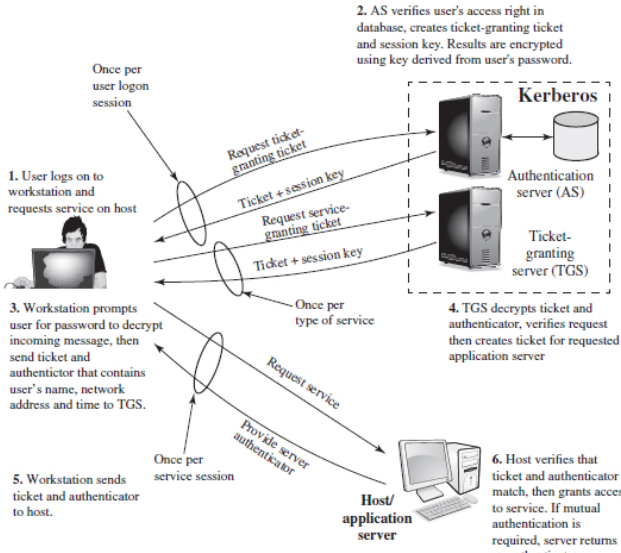 2. AS verifies user's access right in
database, creates ticket-granting ticket
and session key. Results are encrypted
using key derived from user's password.
Once per
user logon
session
Kerberos
Request ticket-
granting ticket
1. User logs on to
workstation and
requests service on host
Ticket + session key
Authentication
server (AS)
Request service-
granting ticket
Ticket + session key
Ticket-
granting
server (TGS)
3. Workstation prompts
user for password to decrypt
incoming message, then
send ticket and
authentictor that contains
user's name, network
address and time to TGS.
Once per
type of service
4. TGS decrypts ticket and
authenticator, verifies request
then creates ticket for requested
application server
Request service
Provide server
authenticator
Once per
service session
5. Workstation sends
ticket and authenticator
to host.
Host/
application
server
6. Host verifies that
ticket and authenticator
match, then grants acces
to service. If mutual
authentication is
required, server returns